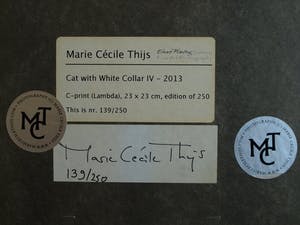 Marie Cécile Thijs
Cat with White Collar IV - 2013
C-print (Lambda), 23 x 23 cm, edition of 250
This is nr. 139/250
Marie Cécile Thijs
139/250
MCT
MCT